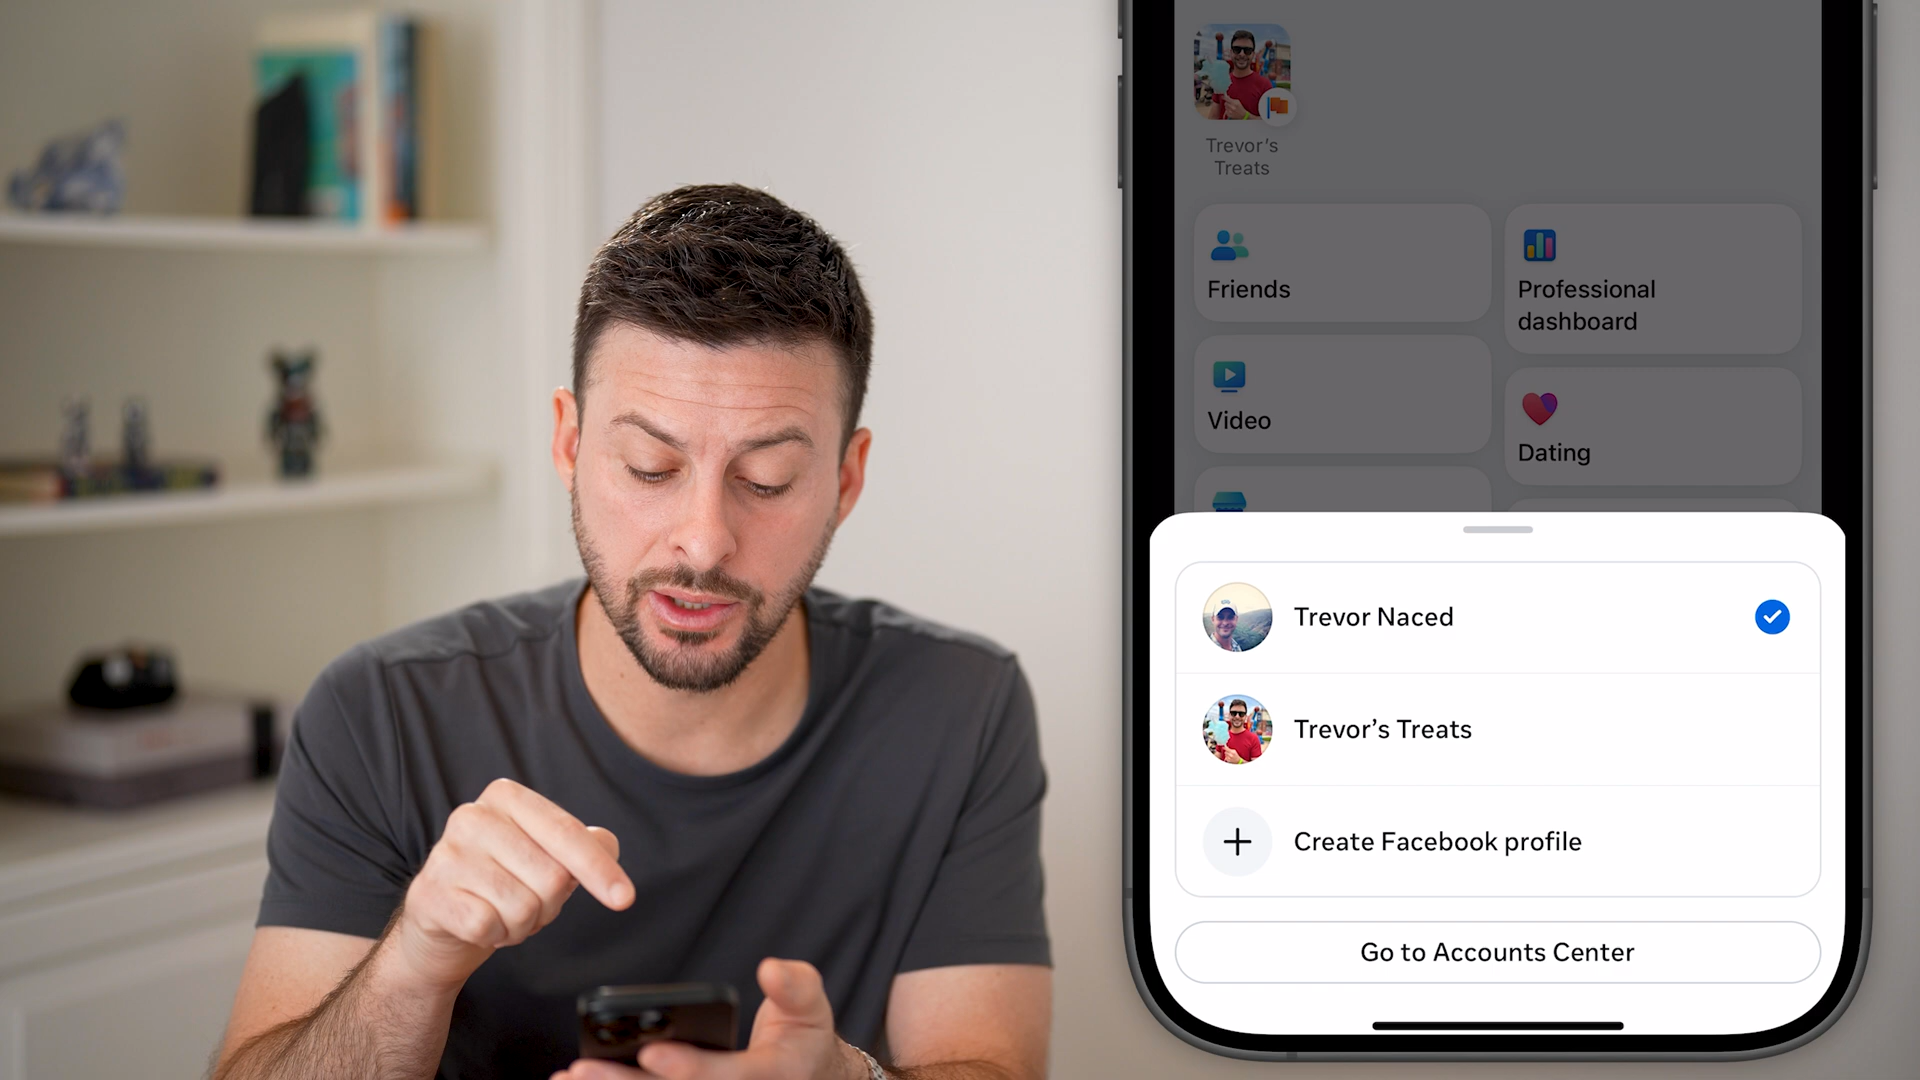 Trevor's
Treats
Friends
Professional
dashboard
Video
Dating
Trevor Naced
Trevor’s Treats
Create Facebook profile
Go to Accounts Center